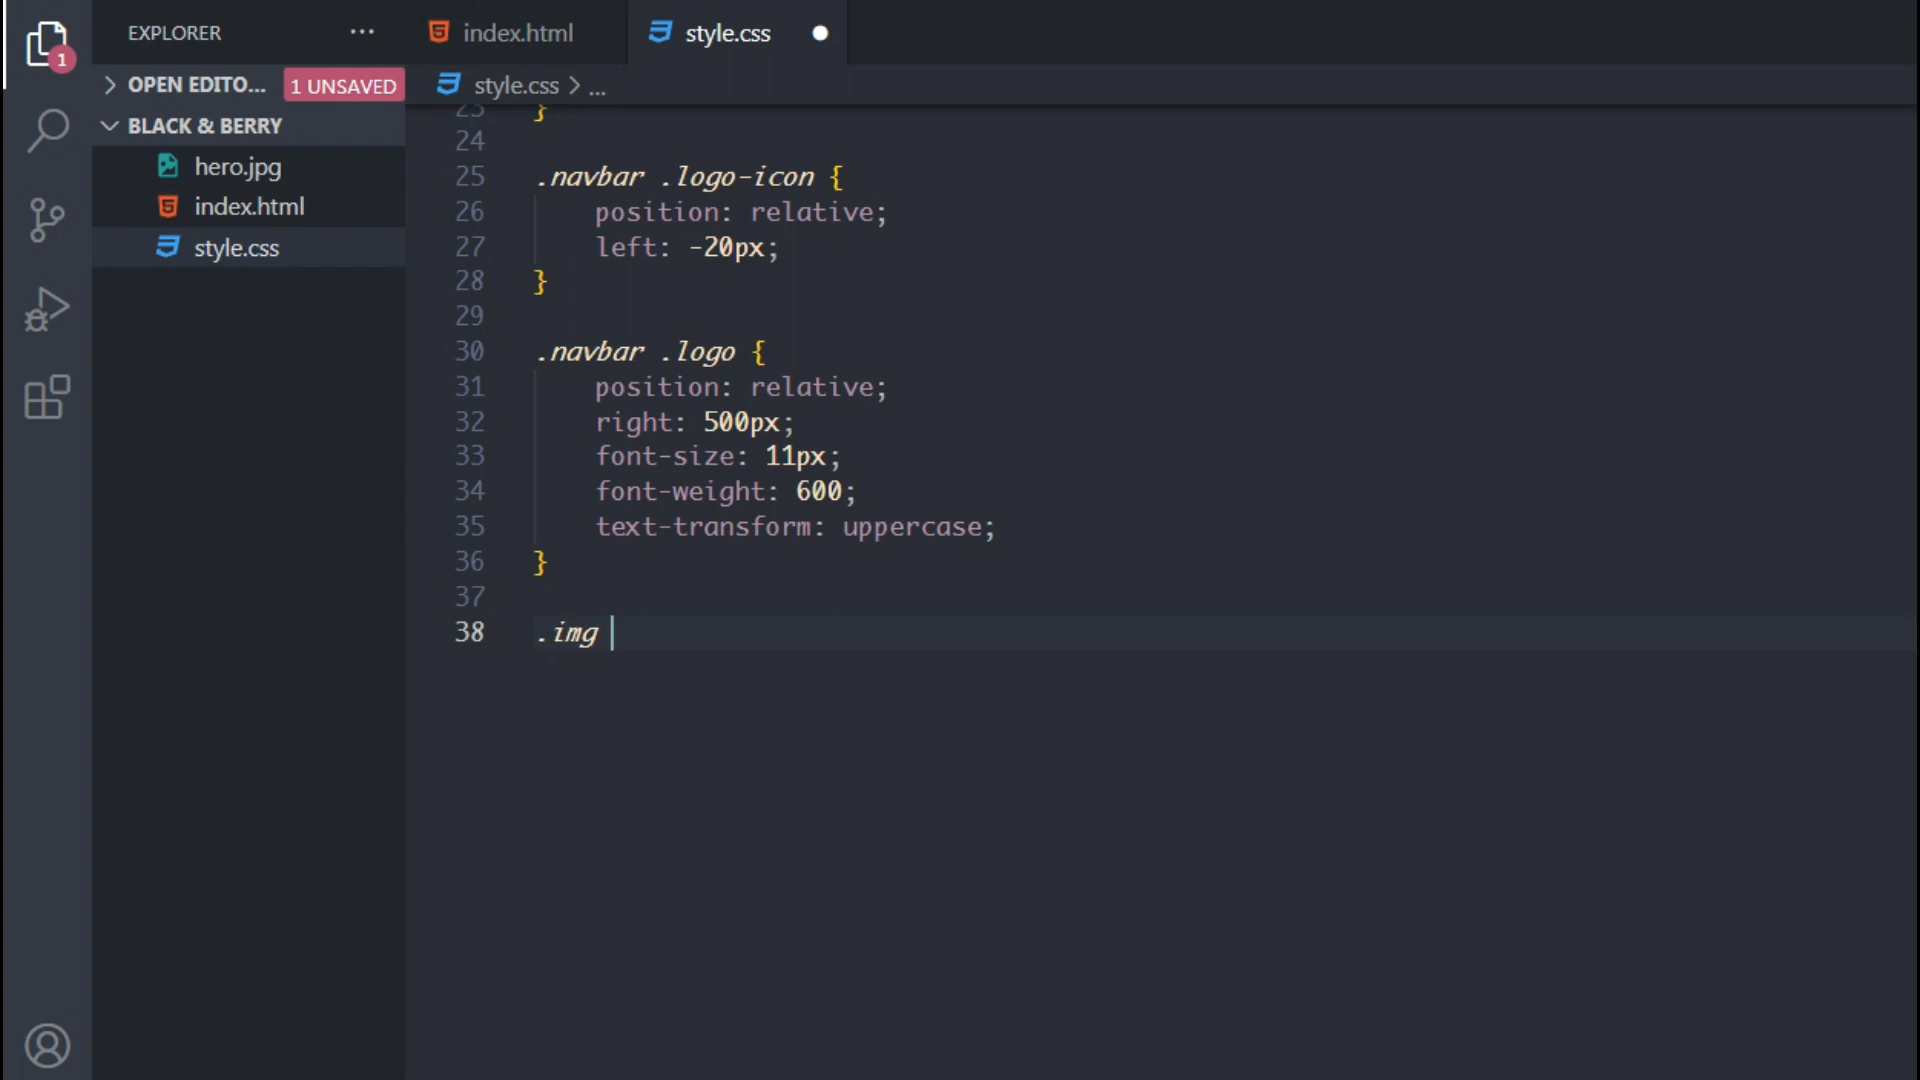 EXPLORER ...
index.html
style.css
1
OPEN EDITO... 1 UNSAVED
style.css > ...
BLACK & BERRY
hero.jpg
index.html
style.css
23 }
24
25 .navbar .logo-icon {
26 position: relative;
27 left: -20px;
28 }
29
30 .navbar .logo {
31 position: relative;
32 right: 500px;
33 font-size: 11px;
34 font-weight: 600;
35 text-transform: uppercase;
36 }
37
38 .img